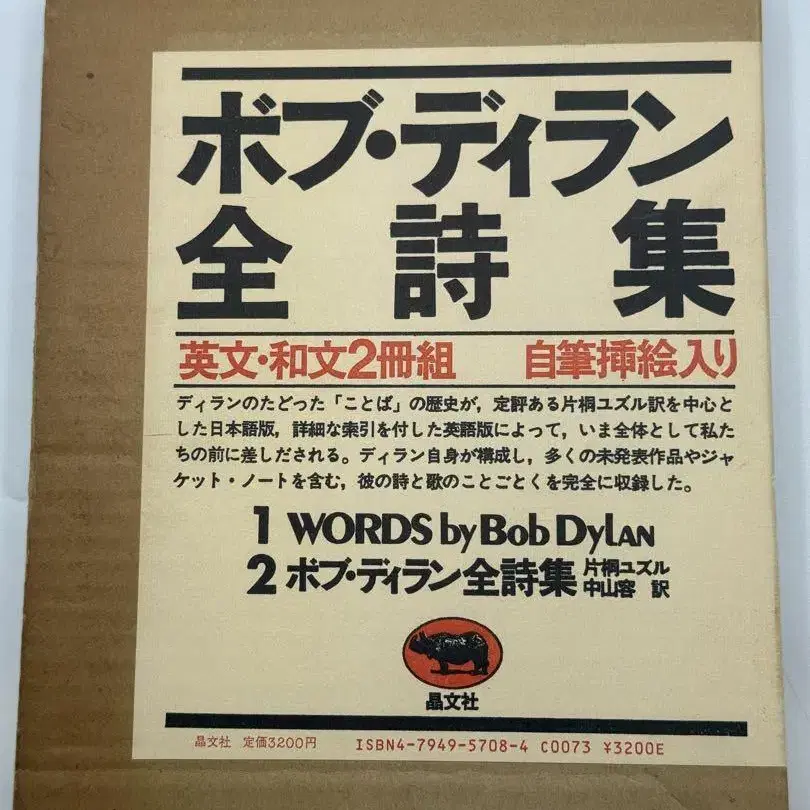 ボブ・ディラン
全詩集
英文・和文2冊組 自筆挿絵入り
ディランのたどった「ことば」の歴史が，定評ある片桐ユズル訳を中心と
した日本語版，詳細な索引を付した英語版によって，いま全体として私た
ちの前に差しだされる。ディラン自身が構成し，多くの未発表作品やジャ
ケット・ノートを含む，彼の詩と歌のことごとくを完全に収録した。
1 WORDS by Bob DylAN
2 ボブ・ディラン全詩集 片桐ユズル
中山容 訳
晶文社
晶文社 定価3200円 ISBN4-7949-5708-4 C0073 ¥3200E